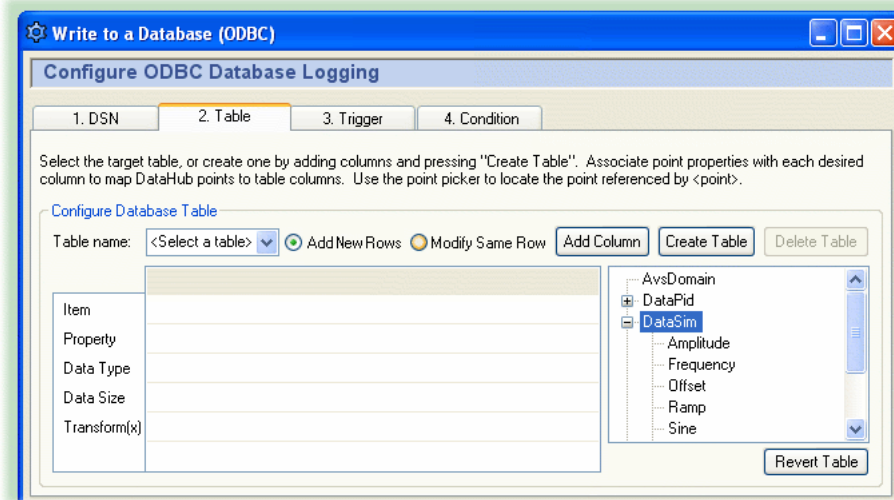 Write to a Database (ODBC)
Configure ODBC Database Logging
1. DSN 2. Table 3. Trigger 4. Condition
Select the target table, or create one by adding columns and pressing "Create Table". Associate point properties with each desired
column to map DataHub points to table columns. Use the point picker to locate the point referenced by <point>.
Configure Database Table
Table name: <Select a table> Add New Rows Modify Same Row Add Column Create Table Delete Table
AvsDomain
Item
DataPid
Property
DataSim
Data Type
Amplitude
Frequency
Data Size
Offset
Ramp
Transform(x)
Sine
Revert Table